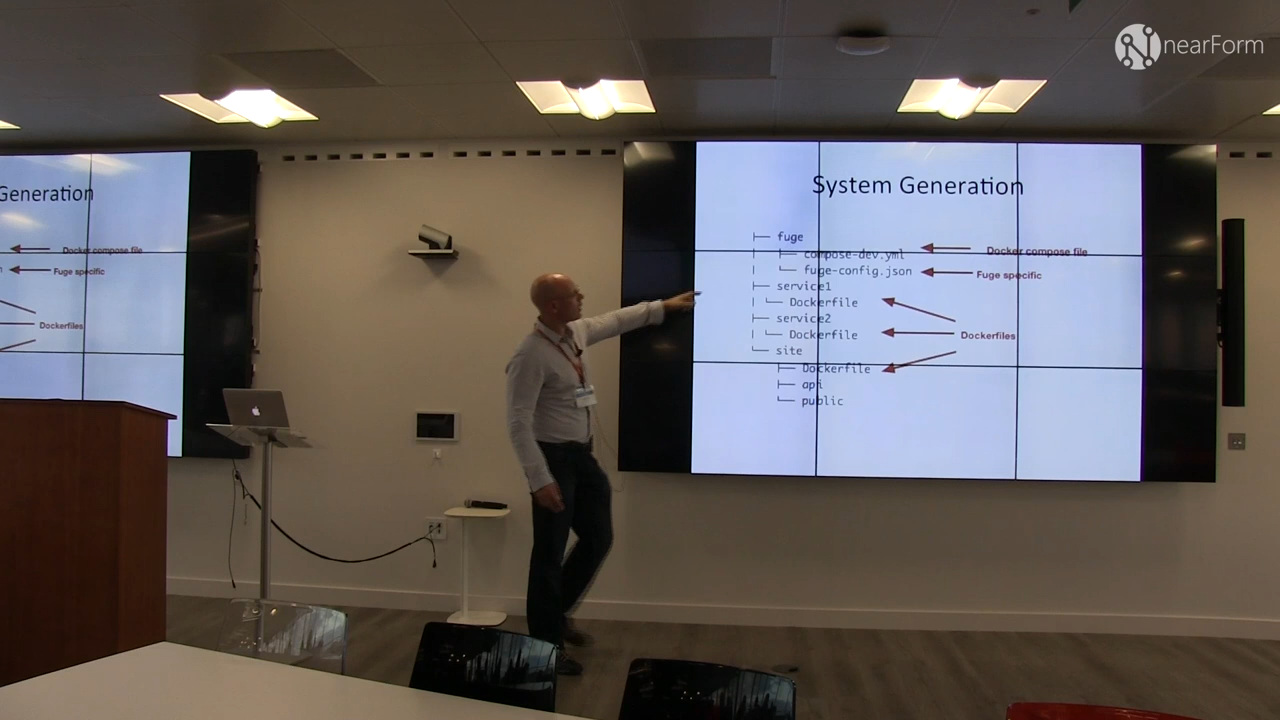 nearForm
Generation
Docker compose file
Fuge specific
Dockerfiles
System Generation
├── fuge
│ ├── compose-dev.yml
Docker compose file
│ └── fuge-config.json
Fuge specific
├── service1
│ └── Dockerfile
├── service2
│ └── Dockerfile
Dockerfiles
└── site
├── Dockerfile
├── api
└── public